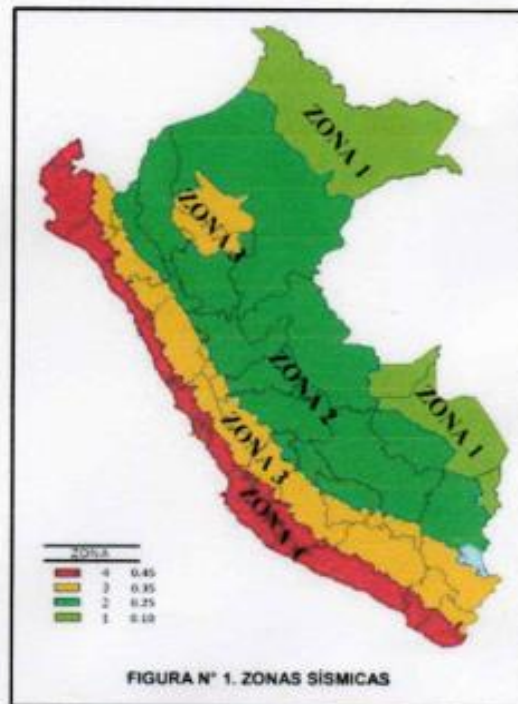 ZONA 1
ZONA 3
ZONA 2
ZONA 1
ZONA 3
ZONA 4
ZONA
4 0.45
3 0.35
2 0.25
1 0.10
FIGURA N° 1. ZONAS SÍSMICAS